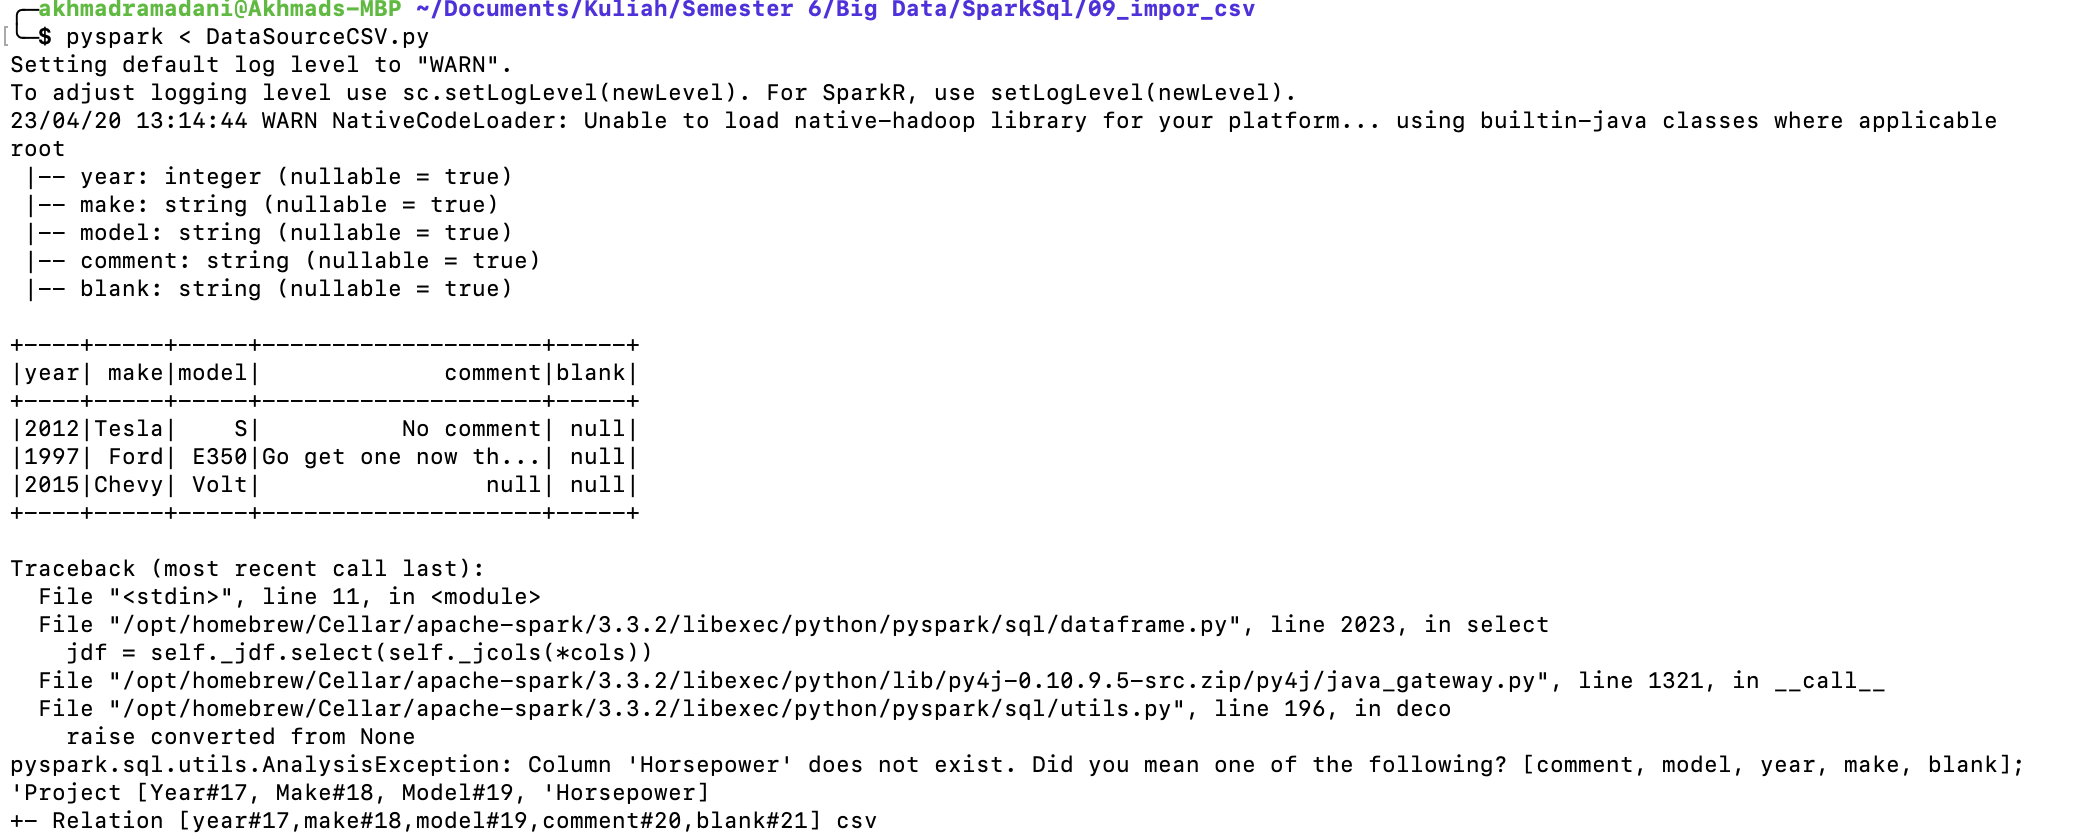 akhmadramadani@Akhmads-MBP ~/Documents/Kuliah/Semester 6/Big Data/SparkSql/09_impor_csv
$ pyspark < DataSourceCSV.py
Setting default log level to "WARN".
To adjust logging level use sc.setLogLevel(newLevel). For SparkR, use setLogLevel(newLevel).
23/04/20 13:14:44 WARN NativeCodeLoader: Unable to load native-hadoop library for your platform... using builtin-java classes where applicable
root
 |-- year: integer (nullable = true)
 |-- make: string (nullable = true)
 |-- model: string (nullable = true)
 |-- comment: string (nullable = true)
 |-- blank: string (nullable = true)

+----+-----+-----+--------------------+-----+
|year| make|model|             comment|blank|
+----+-----+-----+--------------------+-----+
|2012|Tesla|    S|          No comment| null|
|1997| Ford| E350|Go get one now th...| null|
|2015|Chevy| Volt|                null| null|
+----+-----+-----+--------------------+-----+

Traceback (most recent call last):
  File "<stdin>", line 11, in <module>
  File "/opt/homebrew/Cellar/apache-spark/3.3.2/libexec/python/pyspark/sql/dataframe.py", line 2023, in select
    jdf = self._jdf.select(self._jcols(*cols))
  File "/opt/homebrew/Cellar/apache-spark/3.3.2/libexec/python/lib/py4j-0.10.9.5-src.zip/py4j/java_gateway.py", line 1321, in __call__
  File "/opt/homebrew/Cellar/apache-spark/3.3.2/libexec/python/pyspark/sql/utils.py", line 196, in deco
    raise converted from None
pyspark.sql.utils.AnalysisException: Column 'Horsepower' does not exist. Did you mean one of the following? [comment, model, year, make, blank];
'Project [Year#17, Make#18, Model#19, 'Horsepower]
+- Relation [year#17,make#18,model#19,comment#20,blank#21] csv